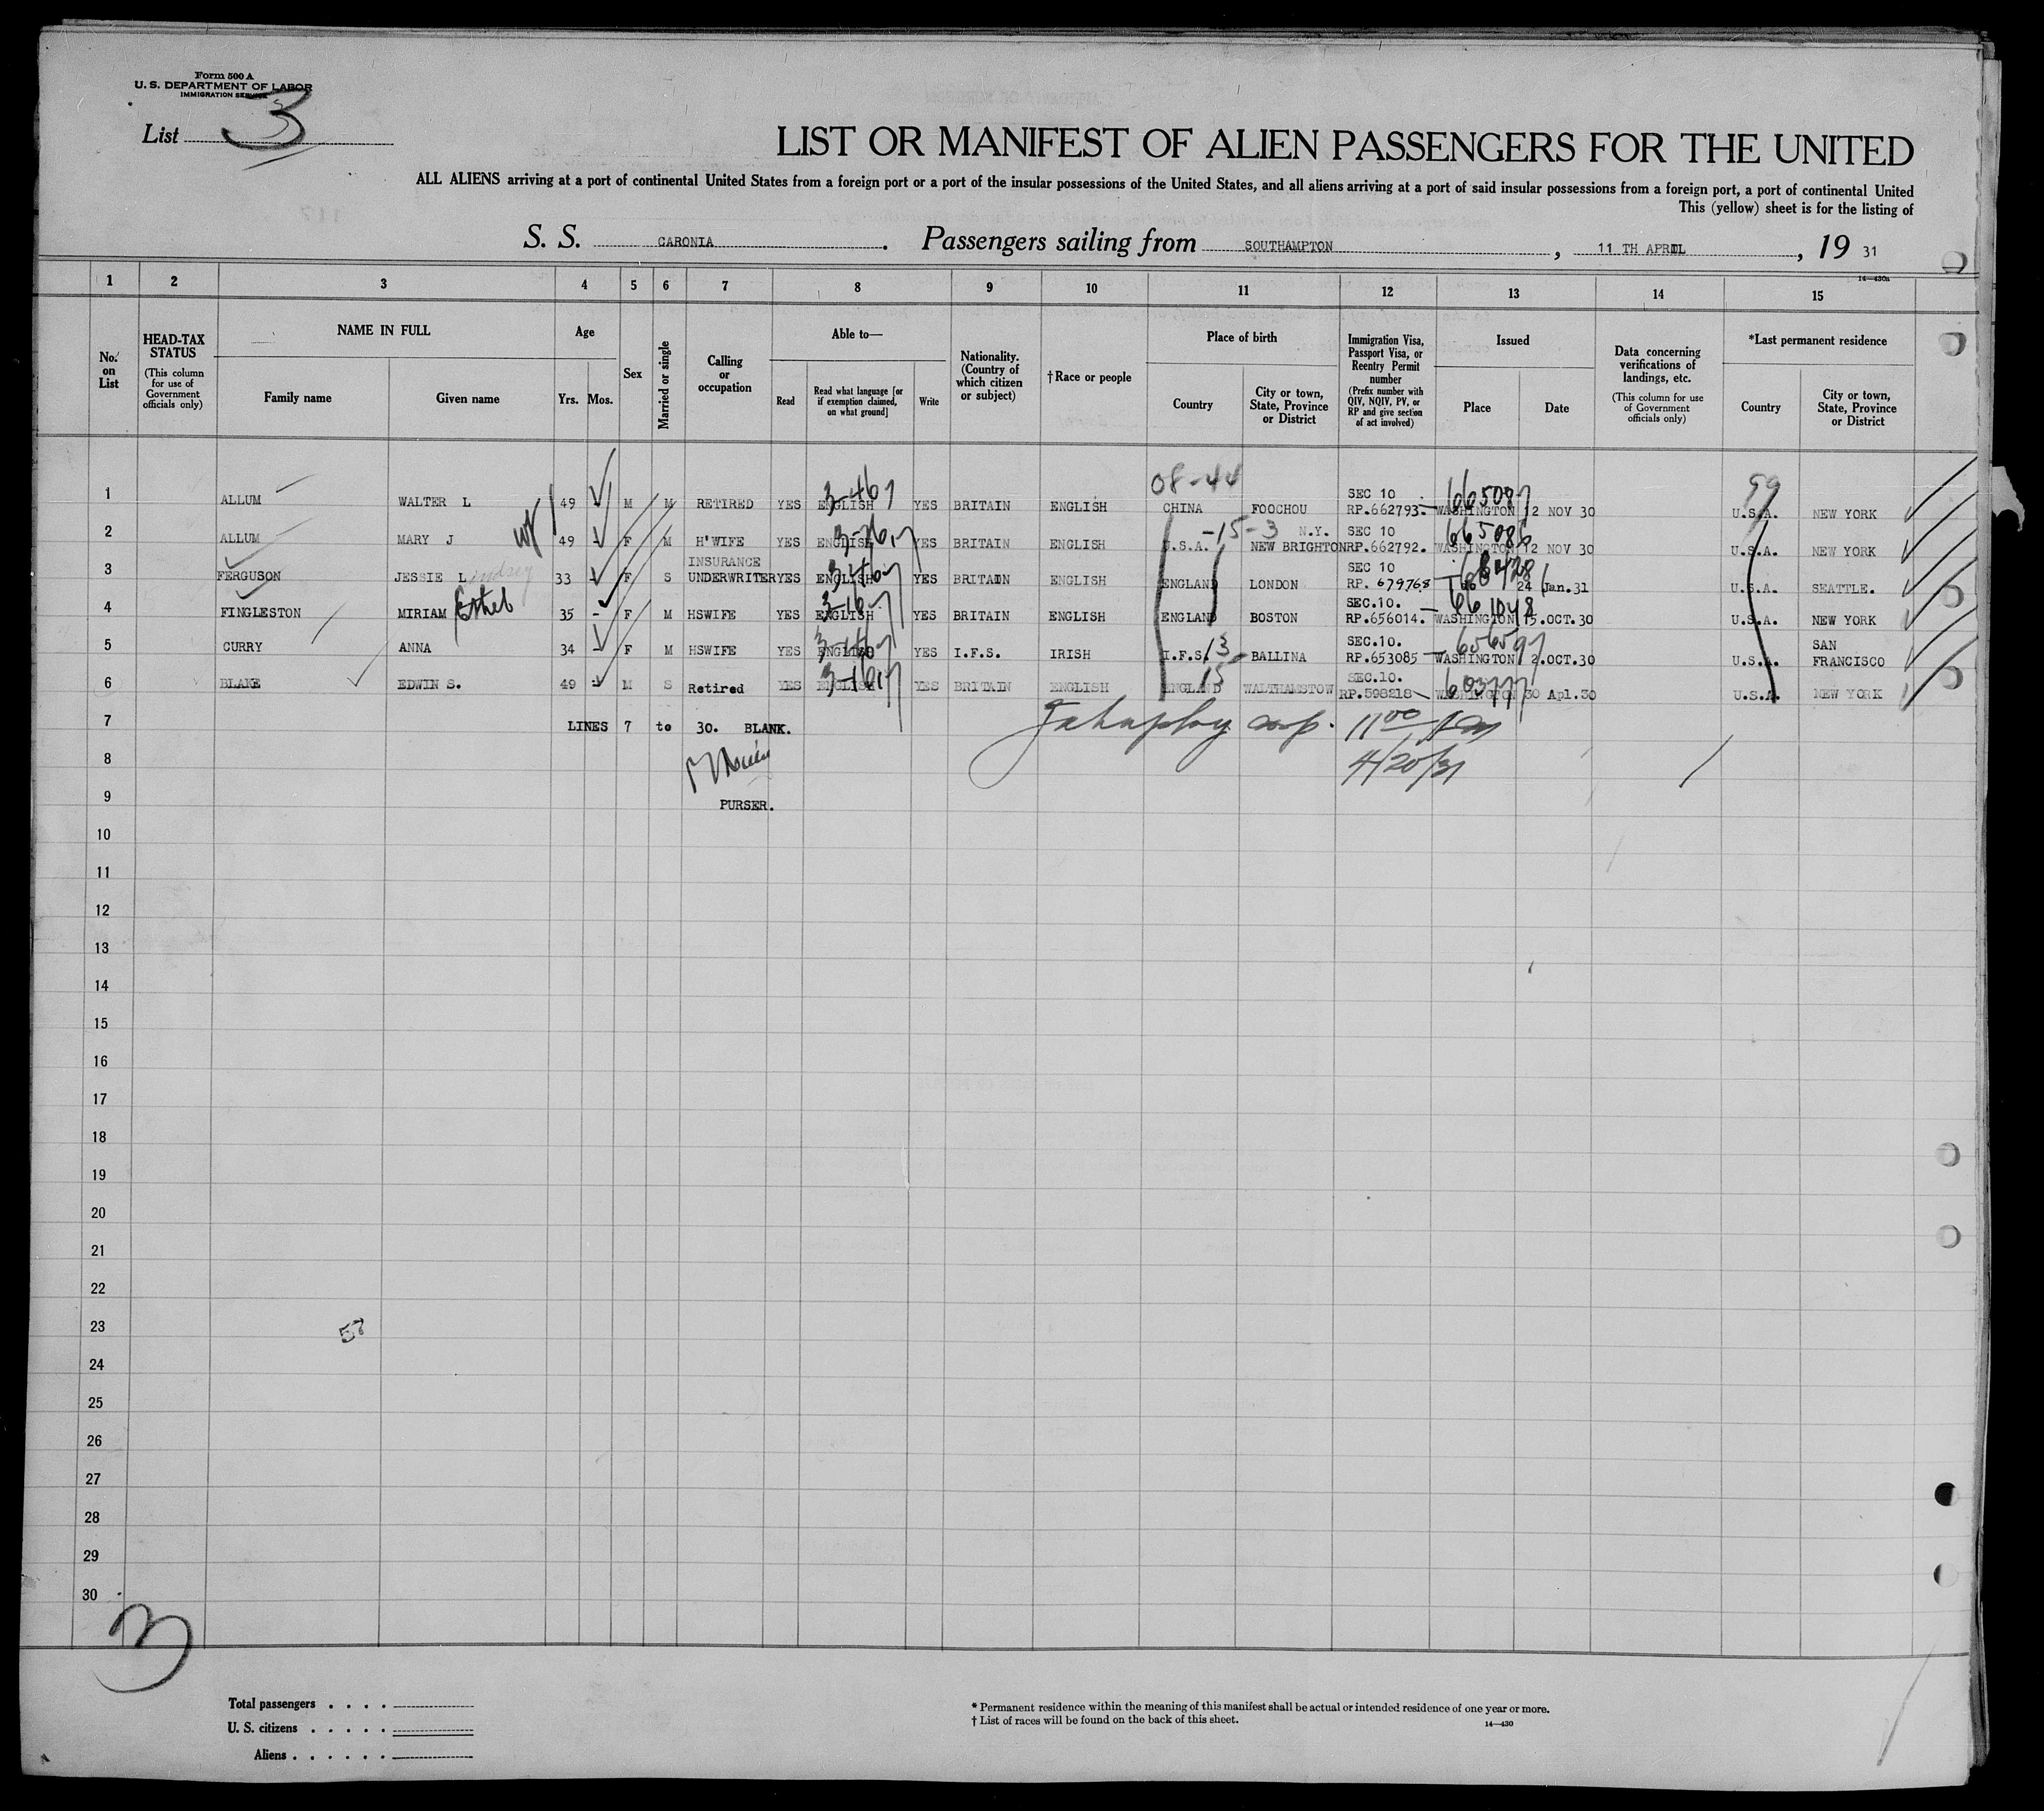 Form 500 A
U. S. DEPARTMENT OF LABOR
IMMIGRATION SERVICE
List 3
LIST OR MANIFEST OF ALIEN PASSENGERS FOR THE UNITED
ALL ALIENS arriving at a port of continental United States from a foreign port or a port of the insular possessions of the United States, and all aliens arriving at a port of said insular possessions from a foreign port, a port of continental United
This (yellow) sheet is for the listing of
S. S. CARONIA. Passengers sailing from SOUTHAMPTON, 11 TH APRIL, 19 31
14—430a
1 2 3 4 5 6 7 8 9 10 11 12 13 14 15
No. on List
HEAD-TAX STATUS (This column for use of Government officials only)
NAME IN FULL
Family name Given name
Age
Yrs. Mos.
Sex
Married or single
Calling or occupation
Able to—
Read
Read what language [or if exemption claimed, on what ground]
Write
Nationality. (Country of which citizen or subject)
†Race or people
Place of birth
Country
City or town, State, Province or District
Immigration Visa, Passport Visa, or Reentry Permit number (Prefix number with QIV, NQIV, PV, or RP and give section of act involved)
Issued
Place Date
Data concerning verifications of landings, etc. (This column for use of Government officials only)
*Last permanent residence
Country
City or town, State, Province or District
08-44 99
1 ALLUM WALTER L 49 M M RETIRED YES ENGLISH YES BRITAIN ENGLISH CHINA FOOCHOU SEC 10 RP.662793. WASHINGTON 12 NOV 30 U.S.A. NEW YORK
2 ALLUM MARY J wf 49 - F M H'WIFE YES ENGLISH YES BRITAIN ENGLISH U.S.A. N.Y. NEW BRIGHTON SEC 10 RP.662792. 665086 WASHINGTON 12 NOV 30 U.S.A. NEW YORK
3 FERGUSON JESSIE Lindsey 33 F S INSURANCE UNDERWRITER YES ENGLISH YES BRITAIN ENGLISH ENGLAND LONDON SEC 10 RP. 679768 24 Jan.31 U.S.A. SEATTLE.
4 FINGLESTON MIRIAM Ethel 35 - F M HSWIFE YES ENGLISH YES BRITAIN ENGLISH ENGLAND BOSTON SEC.10. RP.656014. 661048 WASHINGTON 15.OCT.30 U.S.A. NEW YORK
5 CURRY ANNA 34 - F M HSWIFE YES ENGLISH YES I.F.S. IRISH I.F.S. 13 BALLINA SEC.10. RP.653085 WASHINGTON 2.OCT.30 U.S.A. SAN FRANCISCO
6 BLAKE EDWIN S. 49 - M S Retired YES ENGLISH YES BRITAIN ENGLISH ENGLAND 15 WALTHAMSTOW SEC.10. RP.598218 WASHINGTON 30 Apl.30 U.S.A. NEW YORK
7 LINES 7 to 30. BLANK. insp. 11 00
8 4/20/31
9 PURSER.
10
11
12
13
14
15
16
17
18
19
20
21
22
23 57
24
25
26
27
28
29
30
3
Total passengers . . . .
U. S. citizens . . . . .
Aliens . . . . . .
* Permanent residence within the meaning of this manifest shall be actual or intended residence of one year or more.
† List of races will be found on the back of this sheet.
14—430